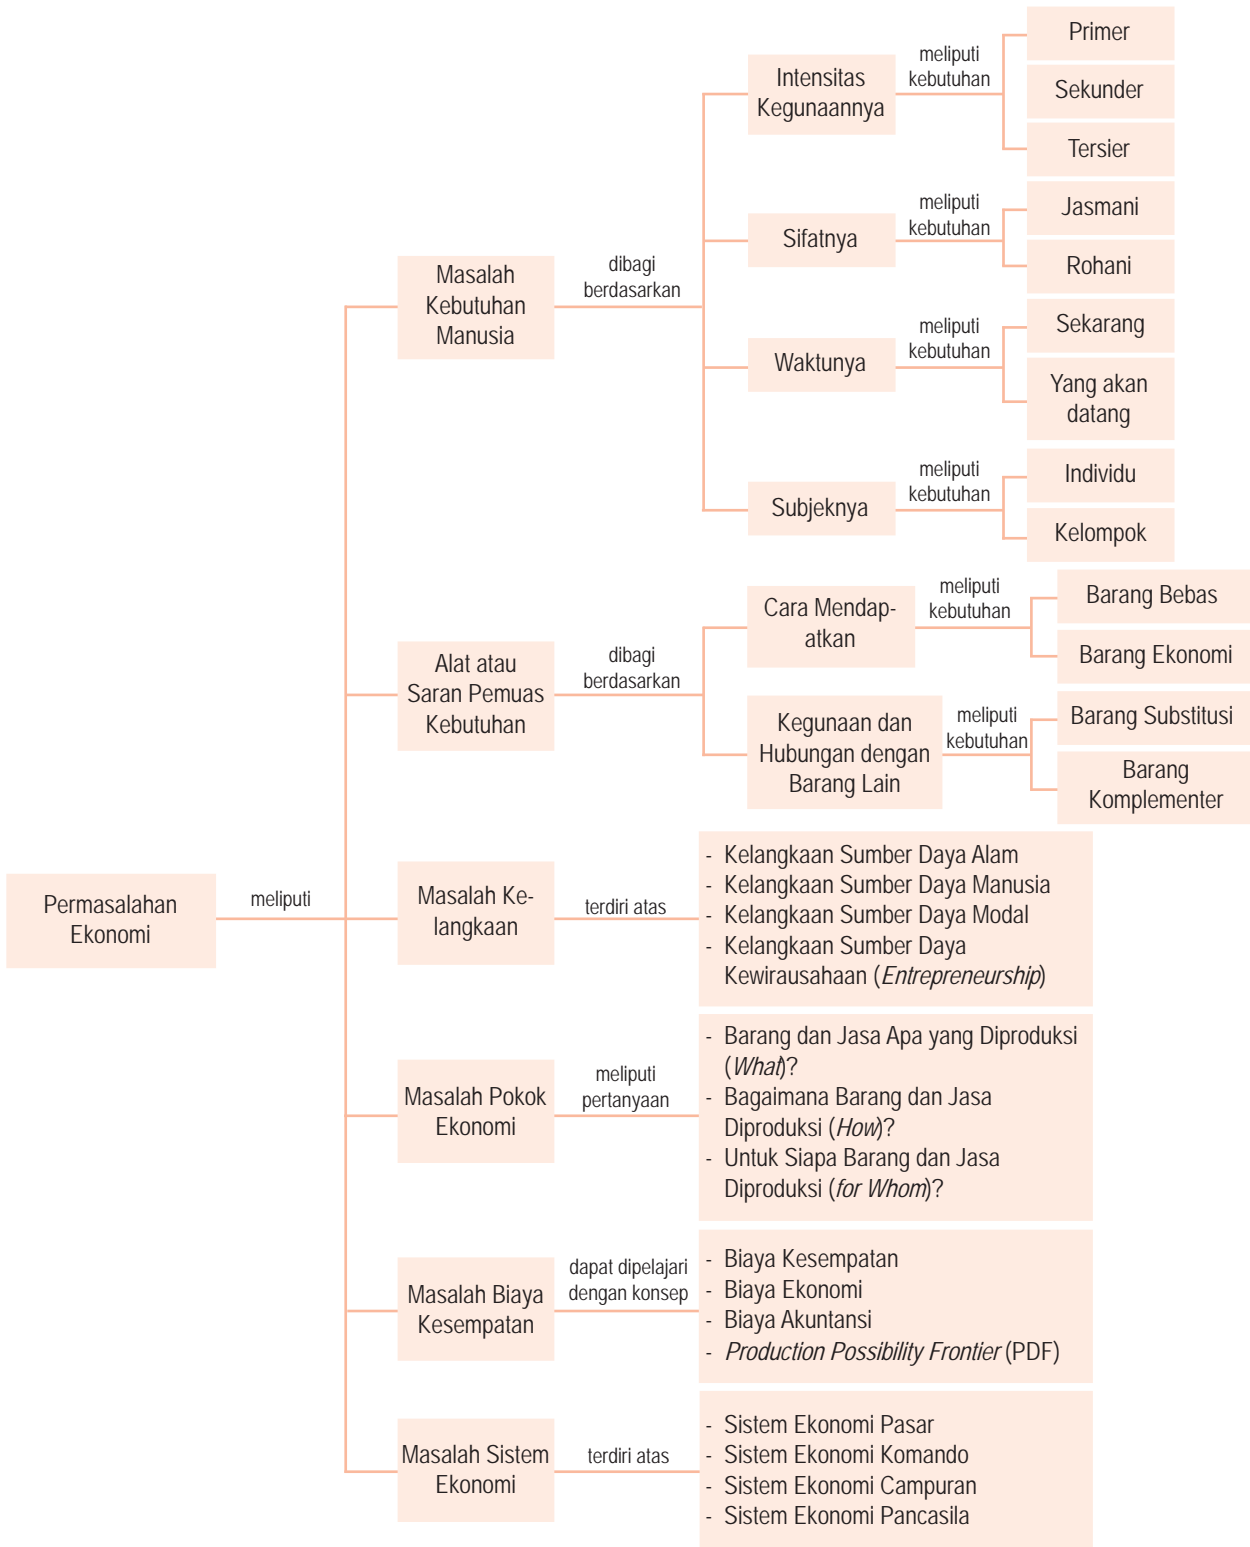 Permasalahan
Ekonomi
meliputi
Masalah
Kebutuhan
Manusia
dibagi
berdasarkan
Intensitas
Kegunaannya
meliputi
kebutuhan
Primer
Sekunder
Tersier
Sifatnya
meliputi
kebutuhan
Jasmani
Rohani
Waktunya
meliputi
kebutuhan
Sekarang
Yang akan
datang
Subjeknya
meliputi
kebutuhan
Individu
Kelompok
Alat atau
Saran Pemuas
Kebutuhan
dibagi
berdasarkan
Cara Mendap-
atkan
meliputi
kebutuhan
Barang Bebas
Barang Ekonomi
Kegunaan dan
Hubungan dengan
Barang Lain
meliputi
kebutuhan
Barang Substitusi
Barang
Komplementer
Masalah Ke-
langkaan
terdiri atas
- Kelangkaan Sumber Daya Alam
- Kelangkaan Sumber Daya Manusia
- Kelangkaan Sumber Daya Modal
- Kelangkaan Sumber Daya
Kewirausahaan (Entrepreneurship)
Masalah Pokok
Ekonomi
meliputi
pertanyaan
- Barang dan Jasa Apa yang Diproduksi
(What)?
- Bagaimana Barang dan Jasa
Diproduksi (How)?
- Untuk Siapa Barang dan Jasa
Diproduksi (for Whom)?
Masalah Biaya
Kesempatan
dapat dipelajari
dengan konsep
- Biaya Kesempatan
- Biaya Ekonomi
- Biaya Akuntansi
- Production Possibility Frontier (PDF)
Masalah Sistem
Ekonomi
terdiri atas
- Sistem Ekonomi Pasar
- Sistem Ekonomi Komando
- Sistem Ekonomi Campuran
- Sistem Ekonomi Pancasila